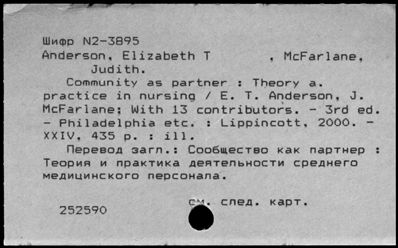 Шифр N2-3895
Anderson, Elizabeth T , McFarlane,
Judith.
Community as partner : Theory a.
practice in nursing / E. T. Anderson, J.
McFarlane; With 13 contributors. - 3rd ed.
- Philadelphia etc. : Lippincott, 2000. -
XXIV, 435 p. : ill.
Перевод загл.: Сообщество как партнер :
Теория и практика деятельности среднего
медицинского персонала.
см. след. карт.
252590